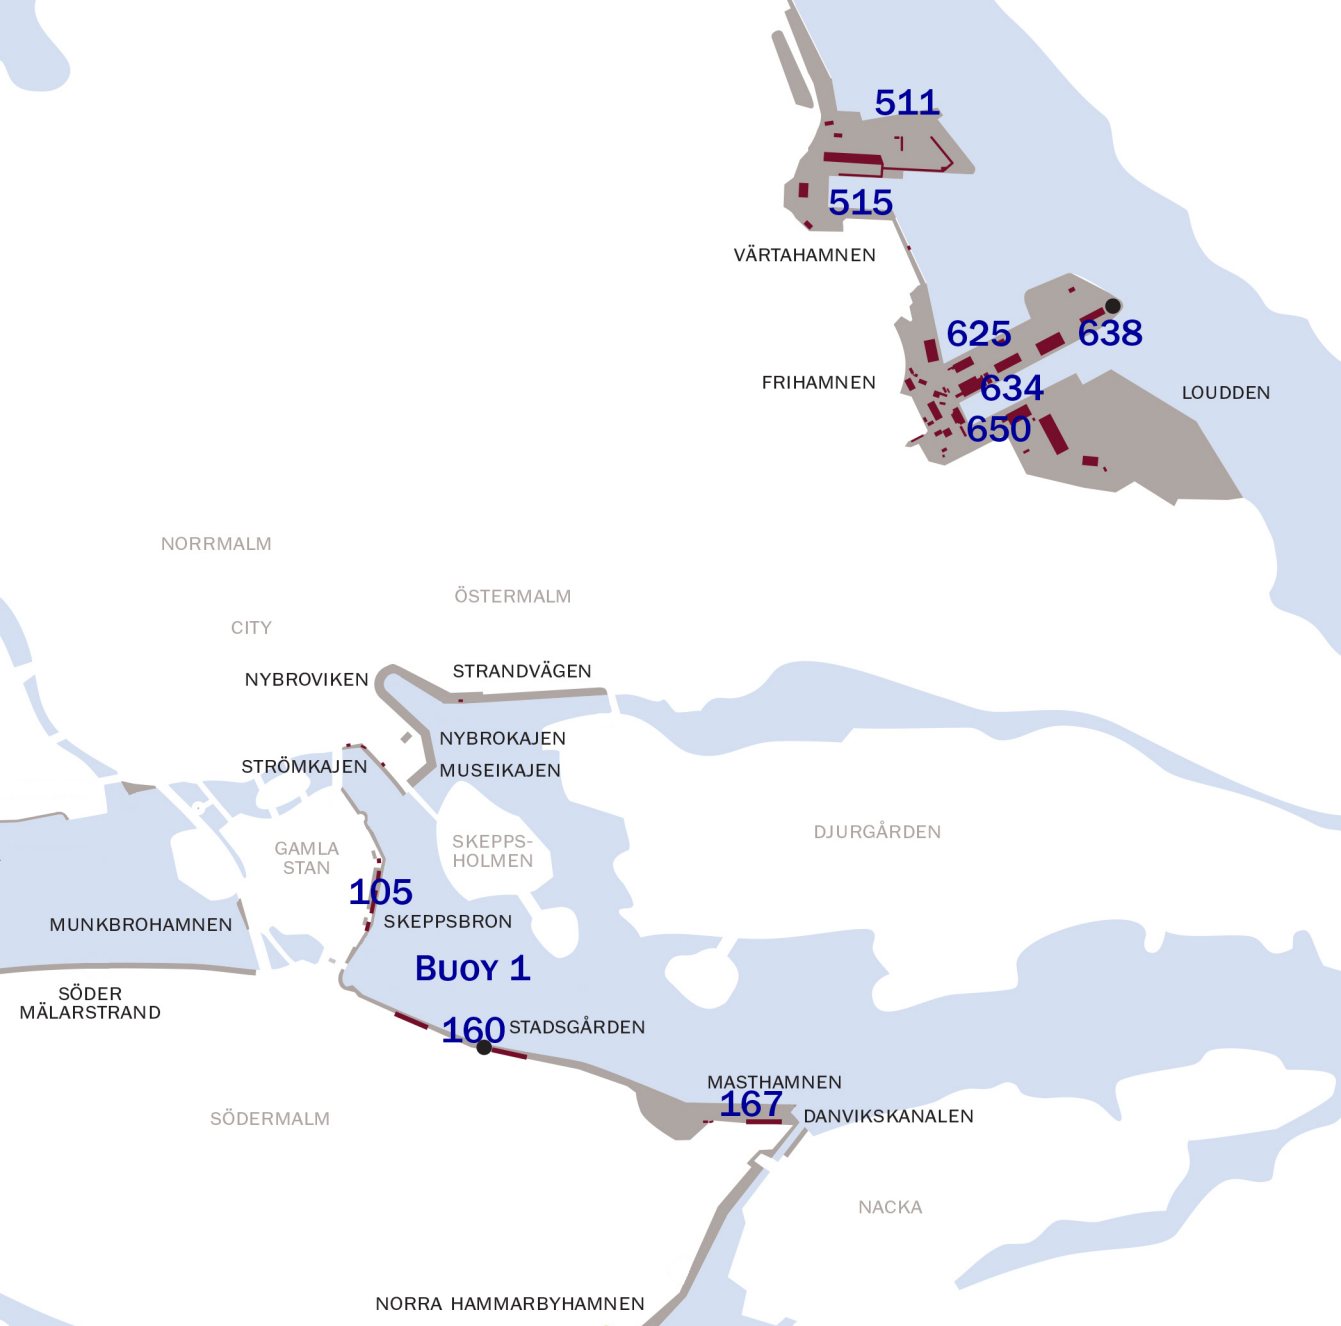 511
515
VÄRTAHAMNEN
625
638
FRIHAMNEN
634
LOUDDEN
650
NORRMALM
ÖSTERMALM
CITY
NYBROVIKEN
STRANDVÄGEN
NYBROKAJEN
STRÖMKAJEN
MUSEIKAJEN
DJURGÅRDEN
GAMLA
STAN
SKEPPS-
HOLMEN
105
MUNKBROHAMNEN
SKEPPSBRON
BUOY 1
SÖDER
MÄLARSTRAND
160
STADSGÅRDEN
MASTHAMNEN
167
DANVIKSKANALEN
SÖDERMALM
NACKA
NORRA HAMMARBYHAMNEN